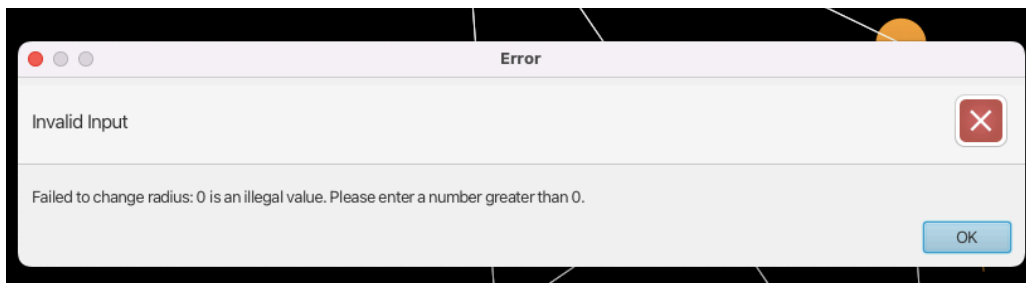 Error
Invalid Input
Failed to change radius: 0 is an illegal value. Please enter a number greater than 0.
OK